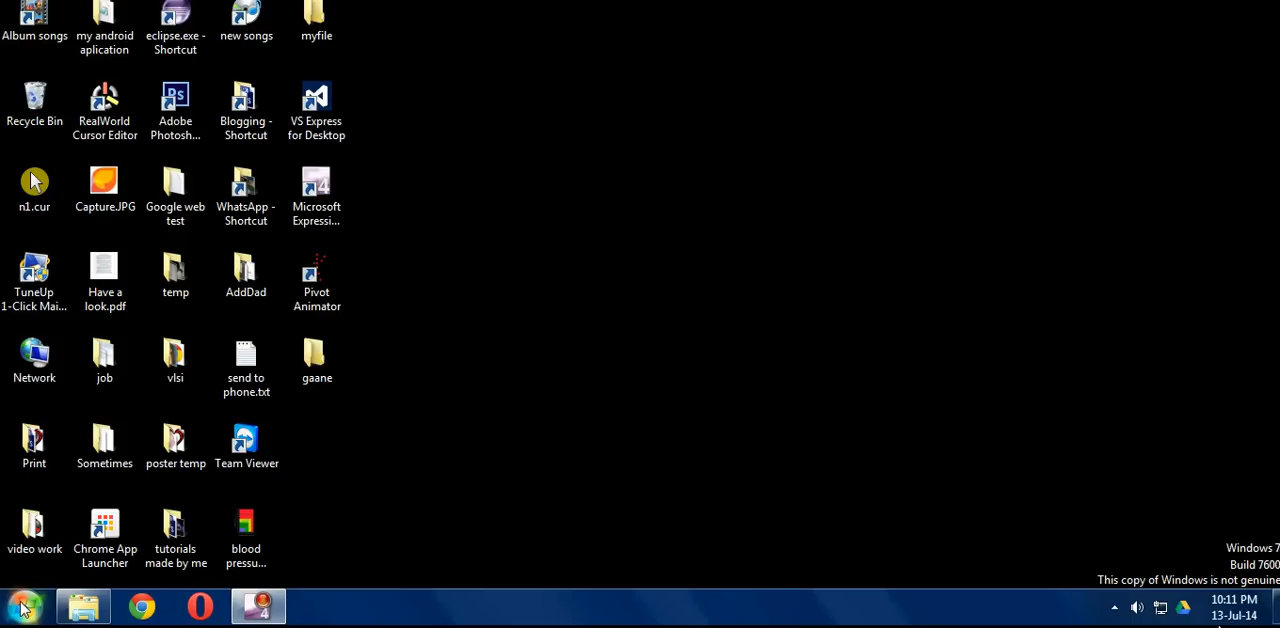 Album songs
my android
aplication
eclipse.exe -
Shortcut
new songs
myfile
Recycle Bin
RealWorld
Cursor Editor
Ps
Adobe
Photosh...
Blogging -
Shortcut
VS Express
for Desktop
n1.cur
Capture.JPG
Google web
test
WhatsApp -
Shortcut
4
Microsoft
Expressi...
TuneUp
1-Click Mai...
Have a
look.pdf
temp
AddDad
Pivot
Animator
Network
job
vlsi
send to
phone.txt
gaane
Print
Sometimes
poster temp
Team Viewer
video work
Chrome App
Launcher
tutorials
made by me
blood
pressu...
Windows 7
Build 7600
This copy of Windows is not genuine
4
10:11 PM
13-Jul-14